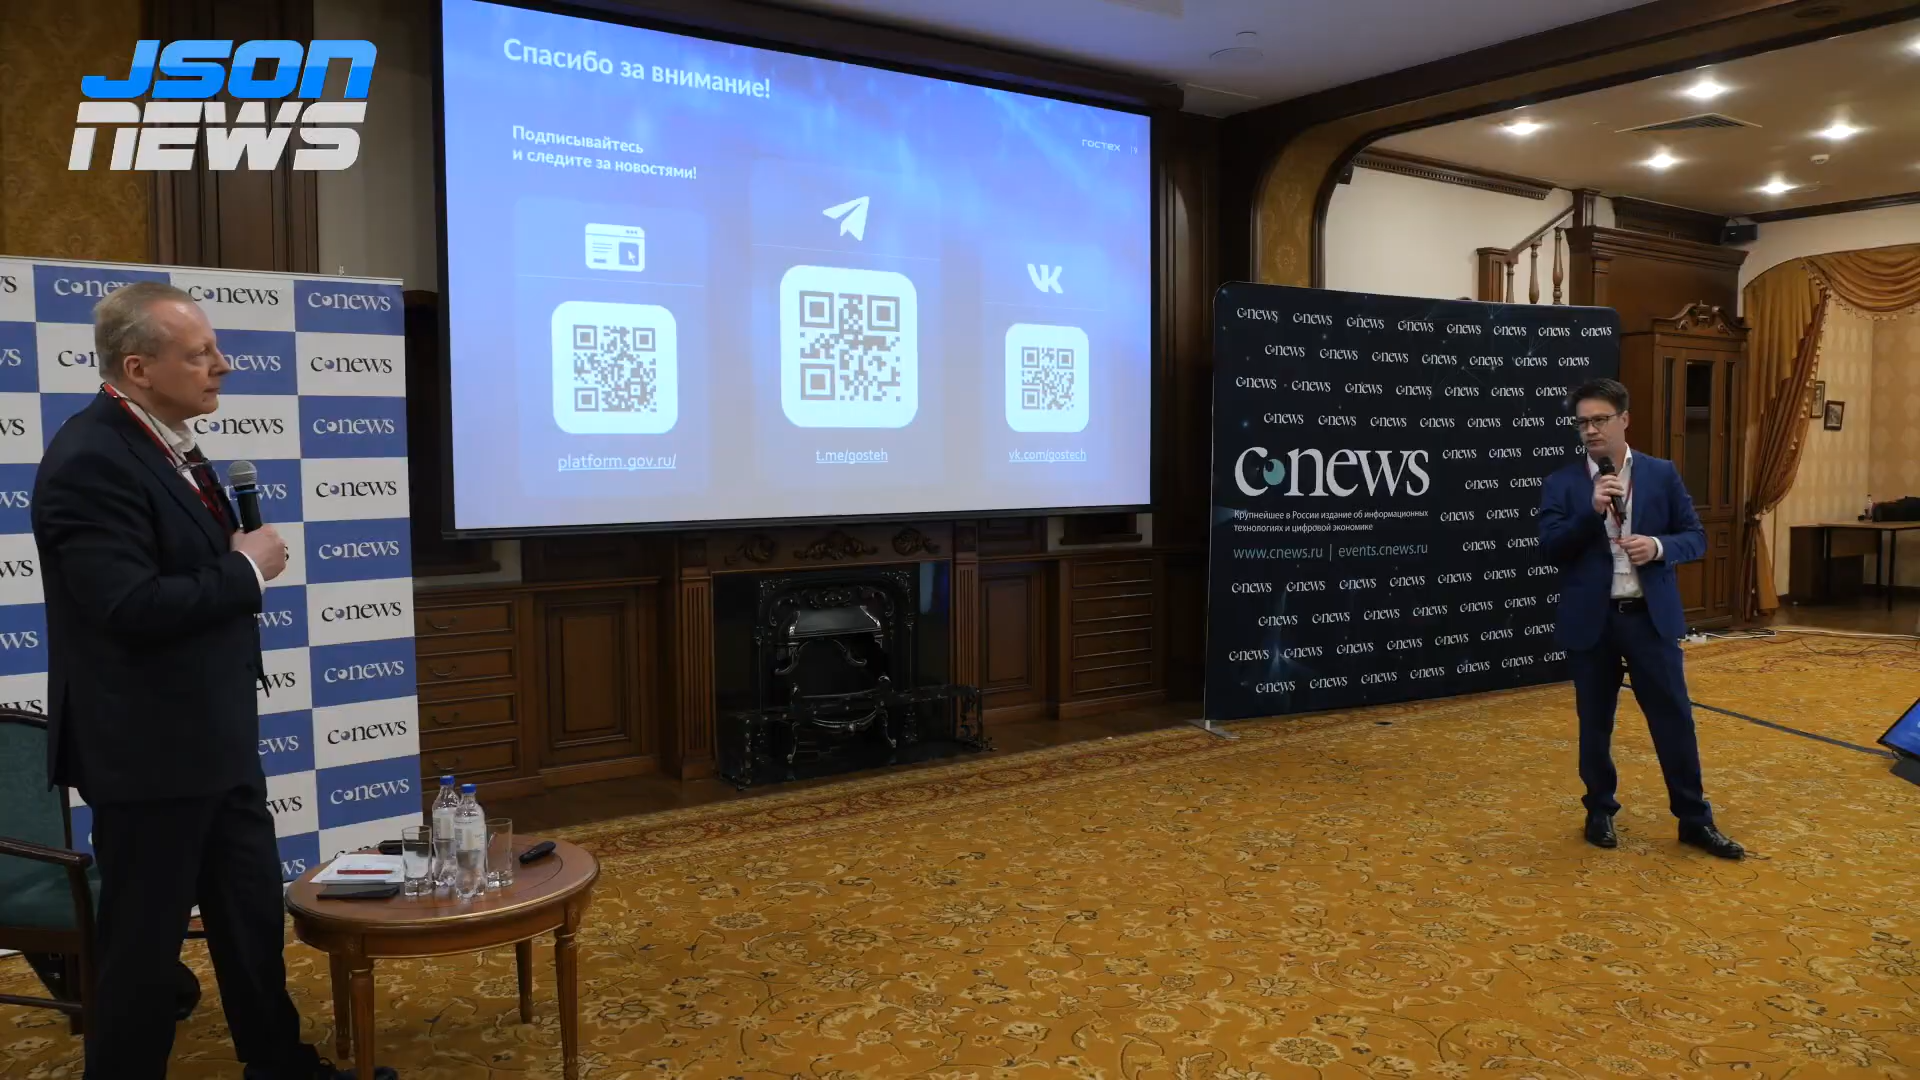 JSON
NEWS
Спасибо за внимание!
Подписывайтесь
и следите за новостями!
гостех
platform.gov.ru/
t.me/gosteh
vk.com/gostech
cnews
Крупнейшее в России издание об информационных
технологиях и цифровой экономике
www.cnews.ru | events.cnews.ru